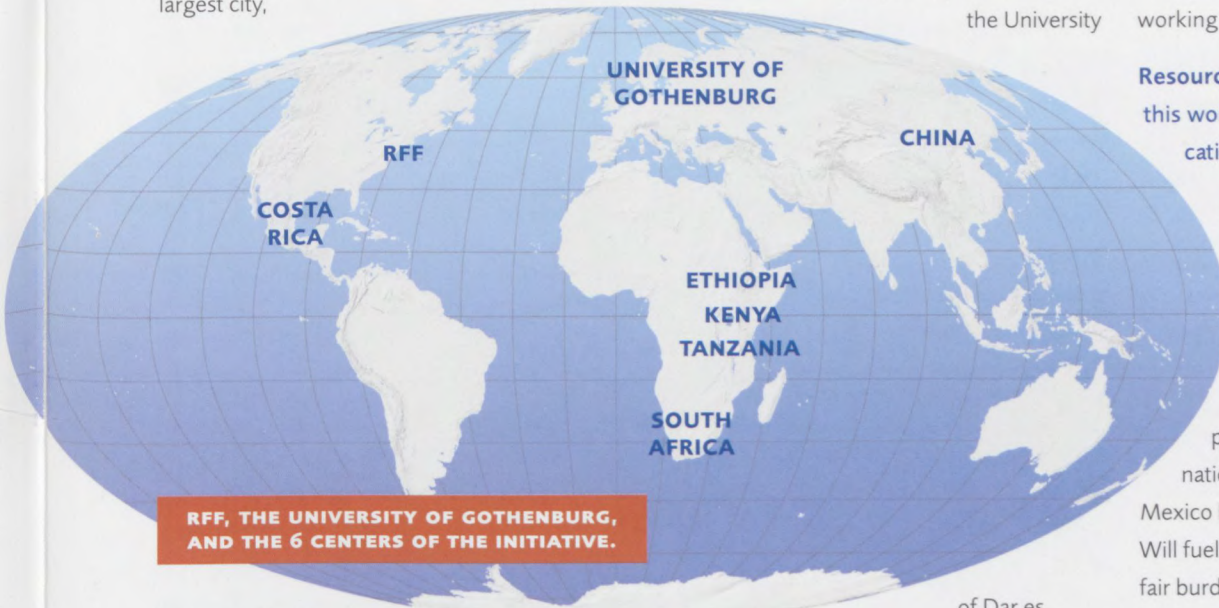 largest city,
the University
working
Resourc
this wo
cati
UNIVERSITY OF
GOTHENBURG
CHINA
RFF
COSTA
RICA
ETHIOPIA
KENYA
TANZANIA
SOUTH
AFRICA
RFF, THE UNIVERSITY OF GOTHENBURG,
AND THE 6 CENTERS OF THE INITIATIVE.
p
natio
Mexico
Will fuel
fair burd
of Dar es